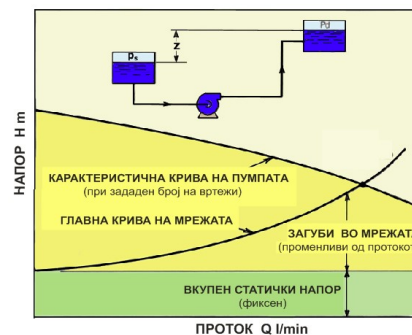 Pd
z
Ps
НАПОР H m
КАРАКТЕРИСТИЧНА КРИВА НА ПУМПАТА
(при зададен број на вртежи)
ГЛАВНА КРИВА НА МРЕЖАТА
ЗАГУБИ ВО МРЕЖАТА
(променливи од протокот
ВКУПЕН СТАТИЧКИ НАПОР
(фиксен)
ПРОТОК Q l/min